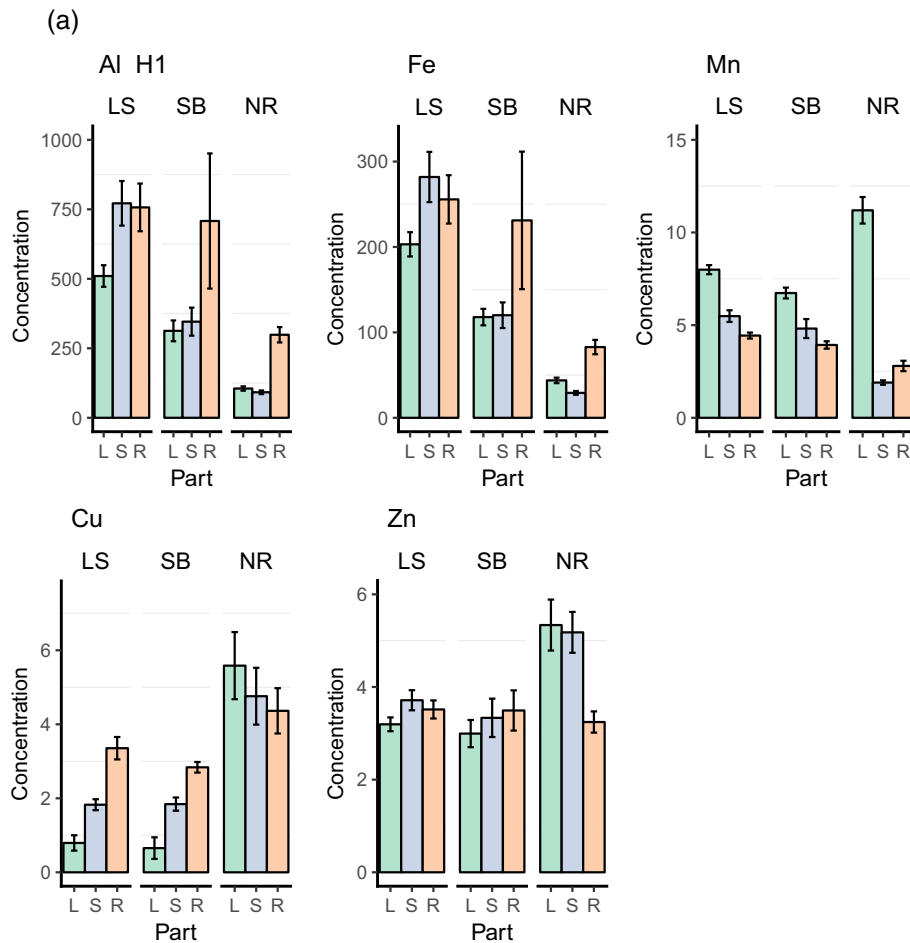 (a)
Al H1
Fe
Mn
LS SB NR
LS SB NR
LS SB NR
1000
750
500
250
0
Concentration
300
200
100
0
Concentration
15
10
5
0
Concentration
L S R L S R L S R
L S R L S R L S R
L S R L S R L S R
Part
Part
Part
Cu
Zn
LS SB NR
LS SB NR
6
4
2
0
Concentration
6
4
2
0
Concentration
L S R L S R L S R
L S R L S R L S R
Part
Part